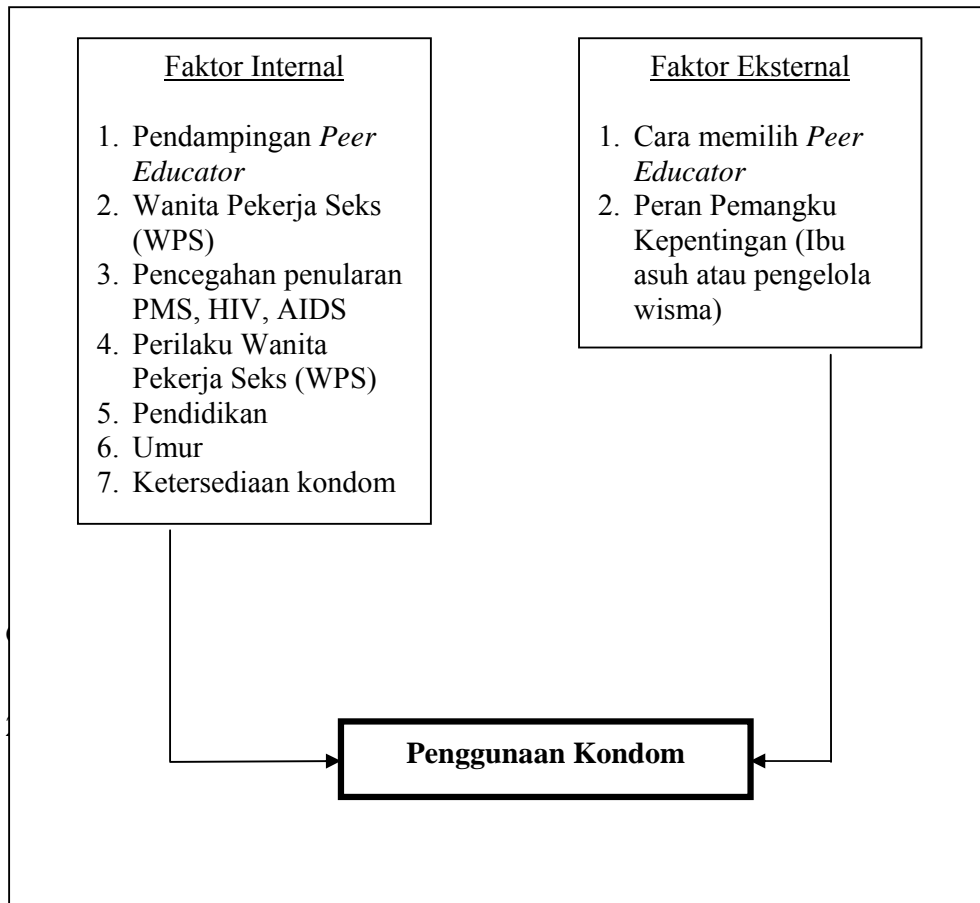 Faktor Internal
1. Pendampingan Peer
Educator
2. Wanita Pekerja Seks
(WPS)
3. Pencegahan penularan
PMS, HIV, AIDS
4. Perilaku Wanita
Pekerja Seks (WPS)
5. Pendidikan
6. Umur
7. Ketersediaan kondom
Faktor Eksternal
1. Cara memilih Peer
Educator
2. Peran Pemangku
Kepentingan (Ibu
asuh atau pengelola
wisma)
Penggunaan Kondom